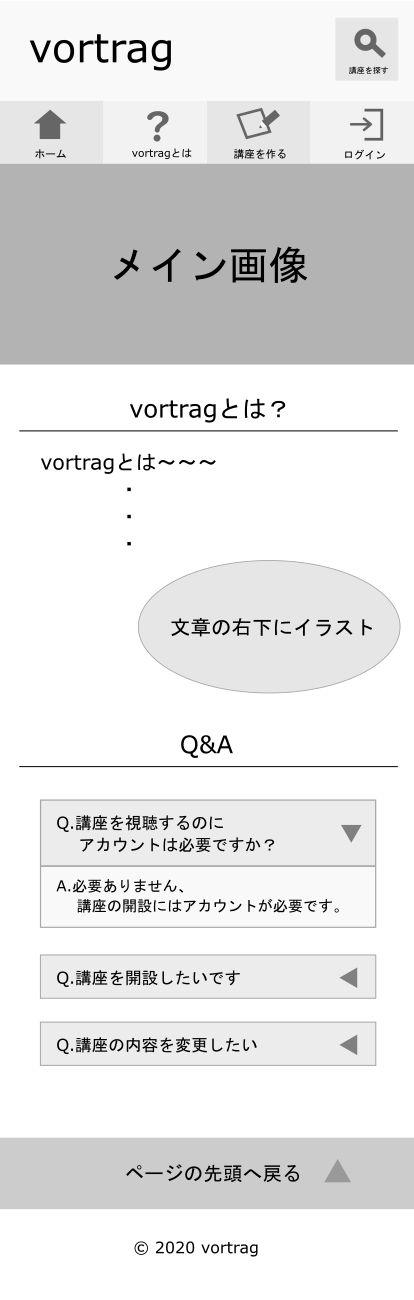 vortrag
講座を探す
ホーム
vortragとは
講座を作る
ログイン
メイン画像
vortragとは？
vortragとは～～～
・
・
・
文章の右下にイラスト
Q&A
Q.講座を視聴するのに
アカウントは必要ですか？
A.必要ありません、
講座の開設にはアカウントが必要です。
Q.講座を開設したいです
Q.講座の内容を変更したい
ページの先頭へ戻る
© 2020 vortrag